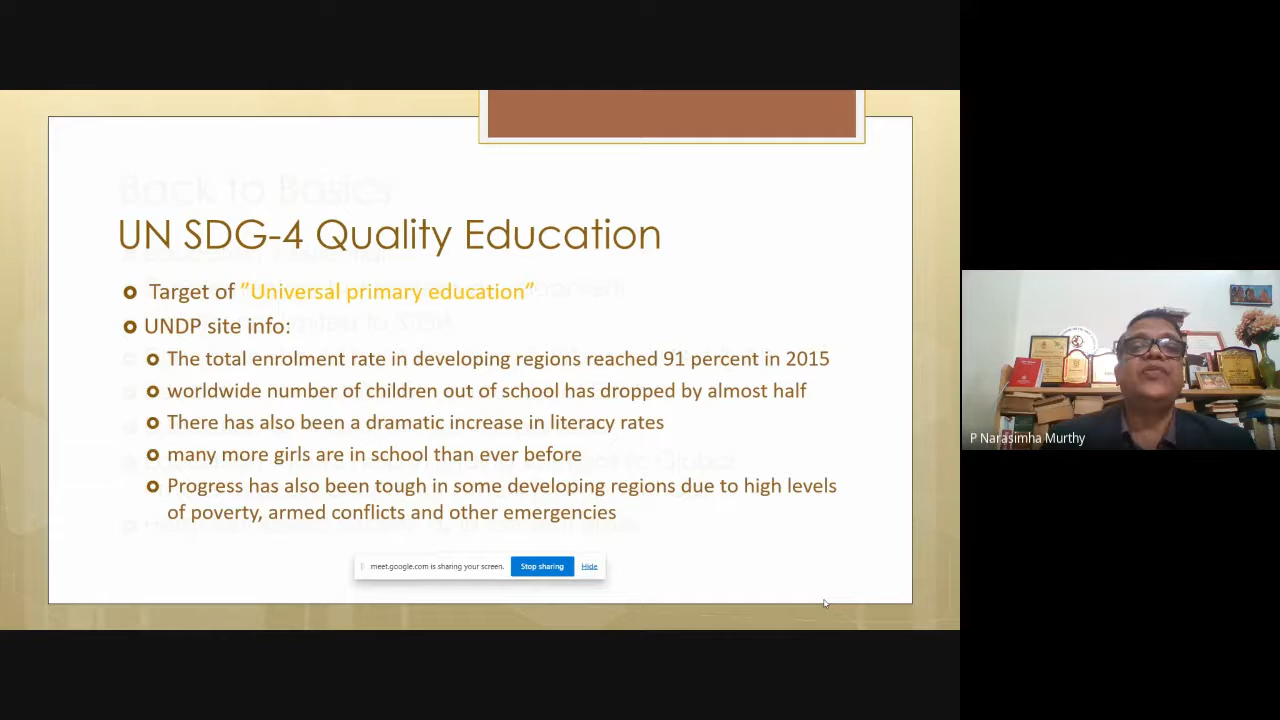 Back to Basics
UN SDG-4 Quality Education
Target of "Universal primary education"
UNDP site info:
The total enrolment rate in developing regions reached 91 percent in 2015
worldwide number of children out of school has dropped by almost half
There has also been a dramatic increase in literacy rates
many more girls are in school than ever before
Progress has also been tough in some developing regions due to high levels
of poverty, armed conflicts and other emergencies
meet.google.com is sharing your screen. Stop sharing Hide
P Narasimha Murthy